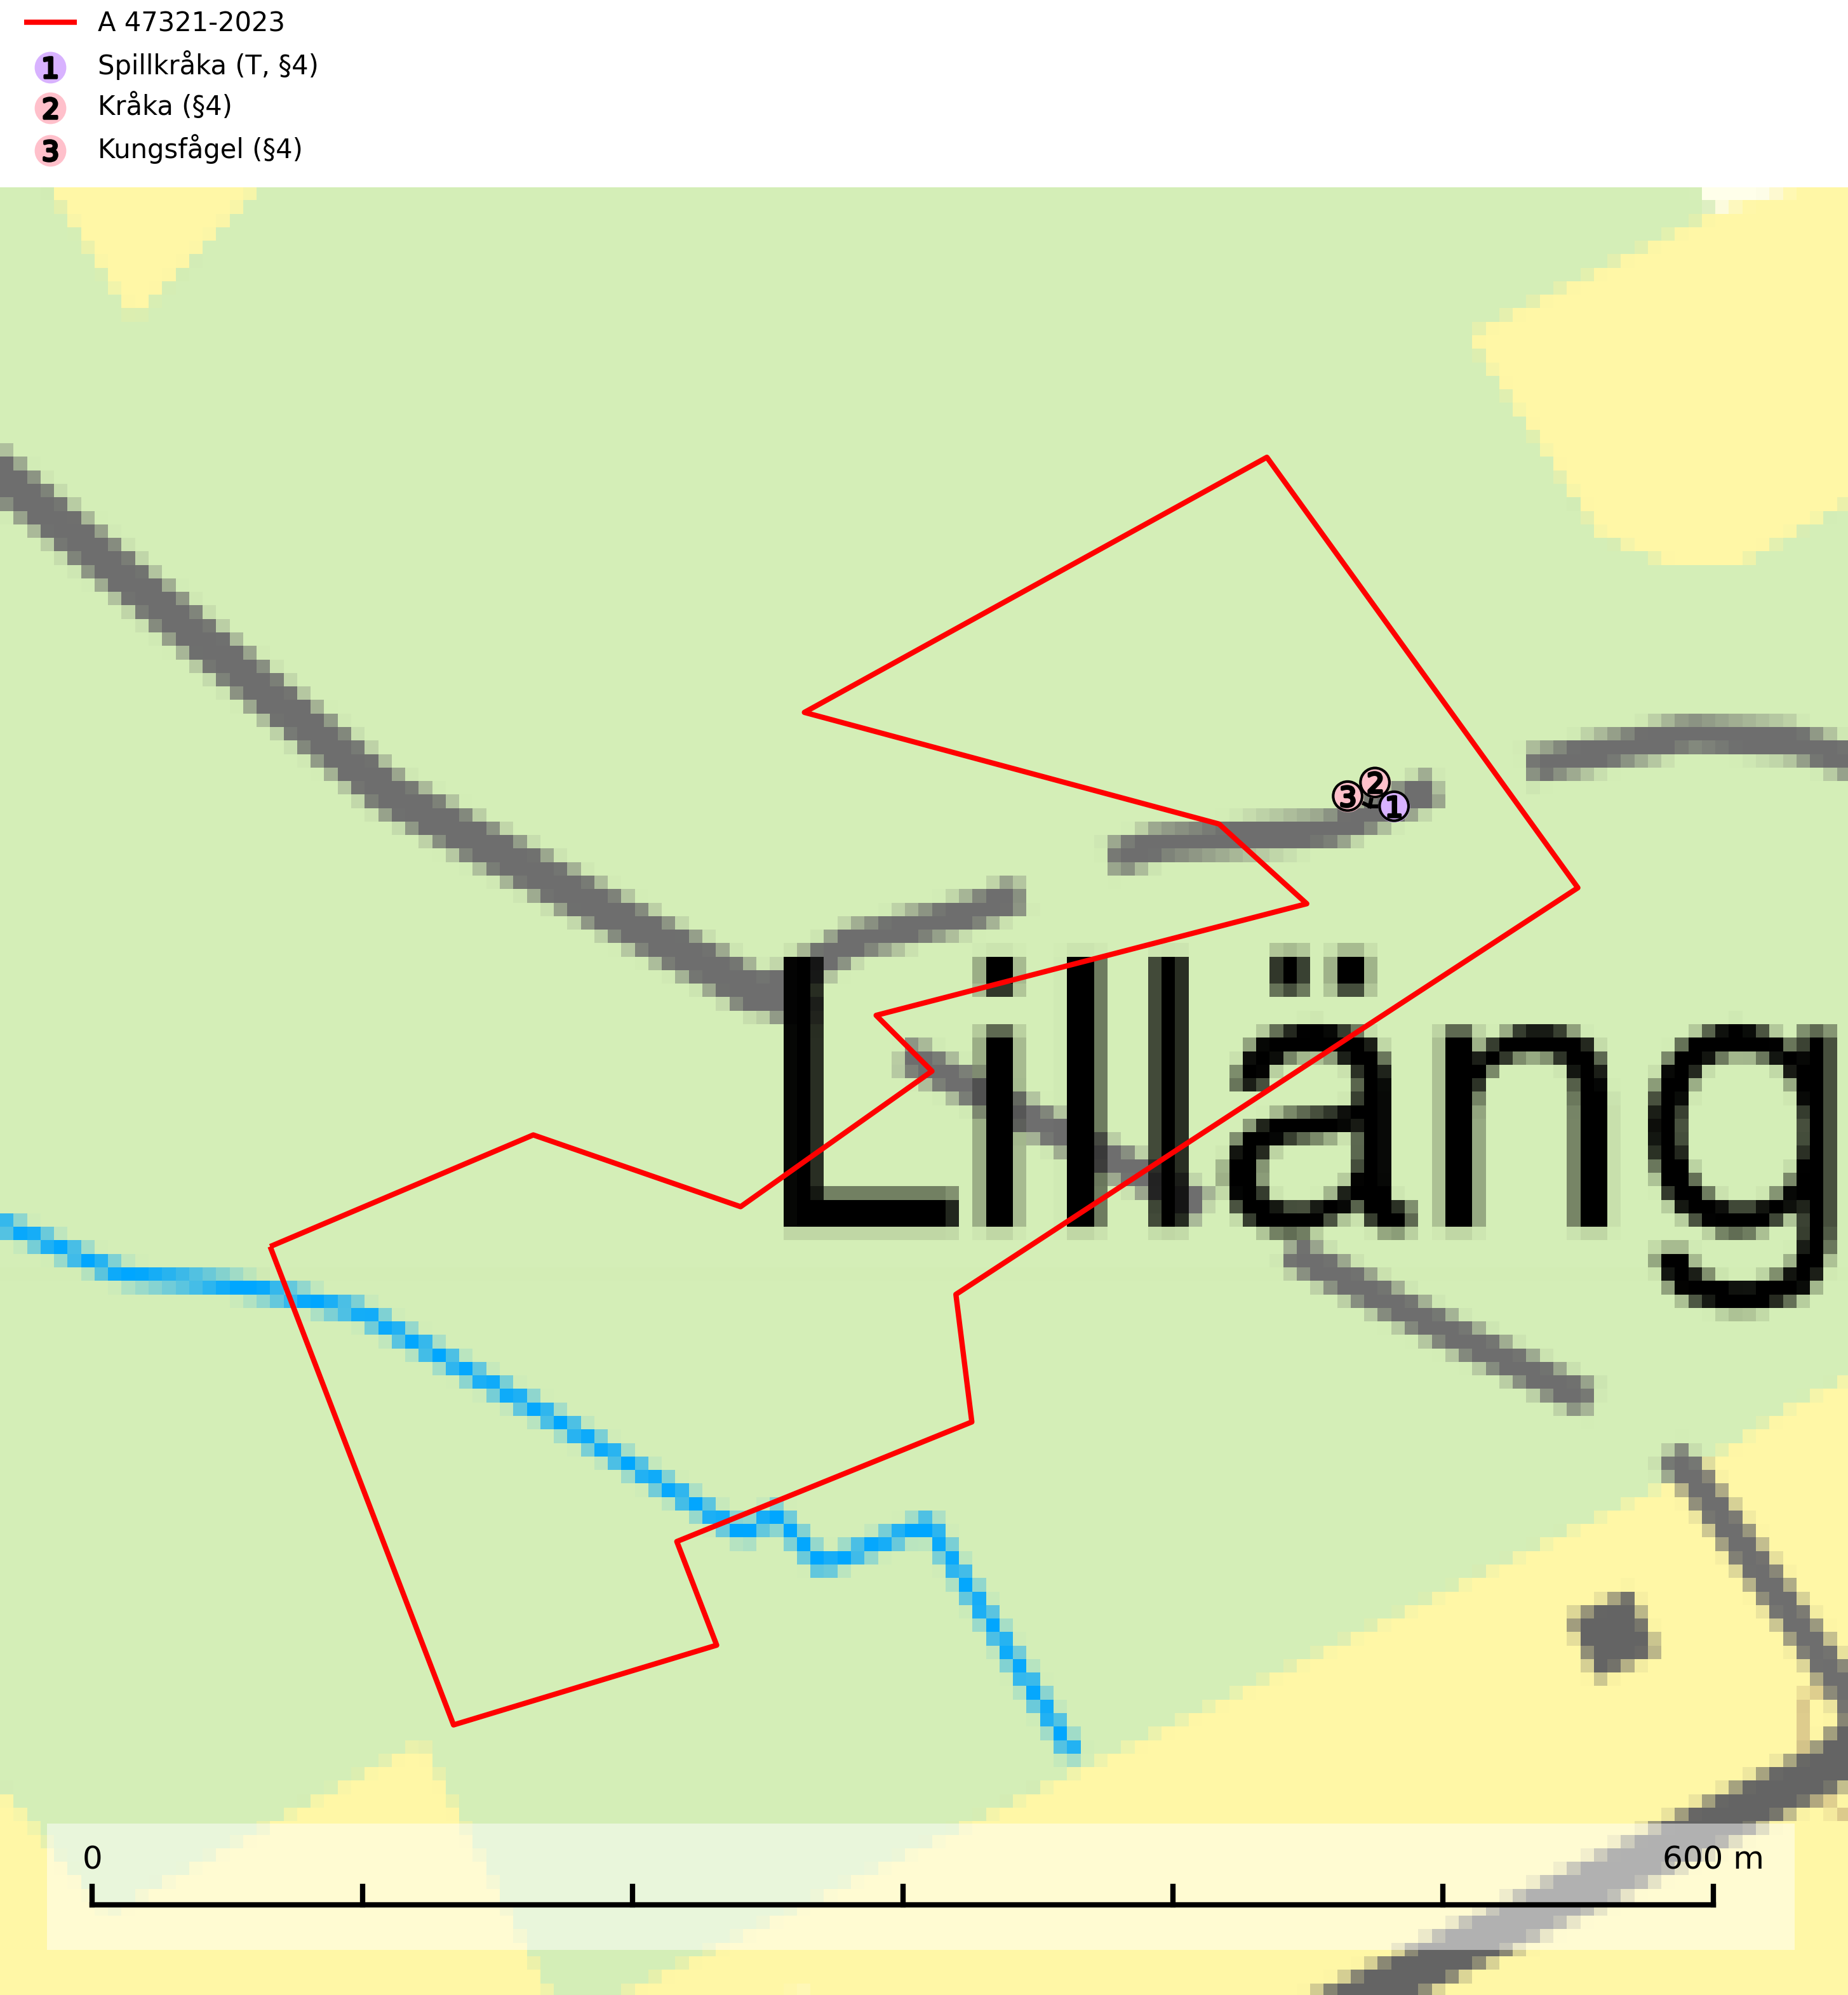 A 47321-2023
1 Spillkråka (T, §4)
2 Kråka (§4)
3 Kungsfågel (§4)
2
3
1
Lilläng
0 600 m